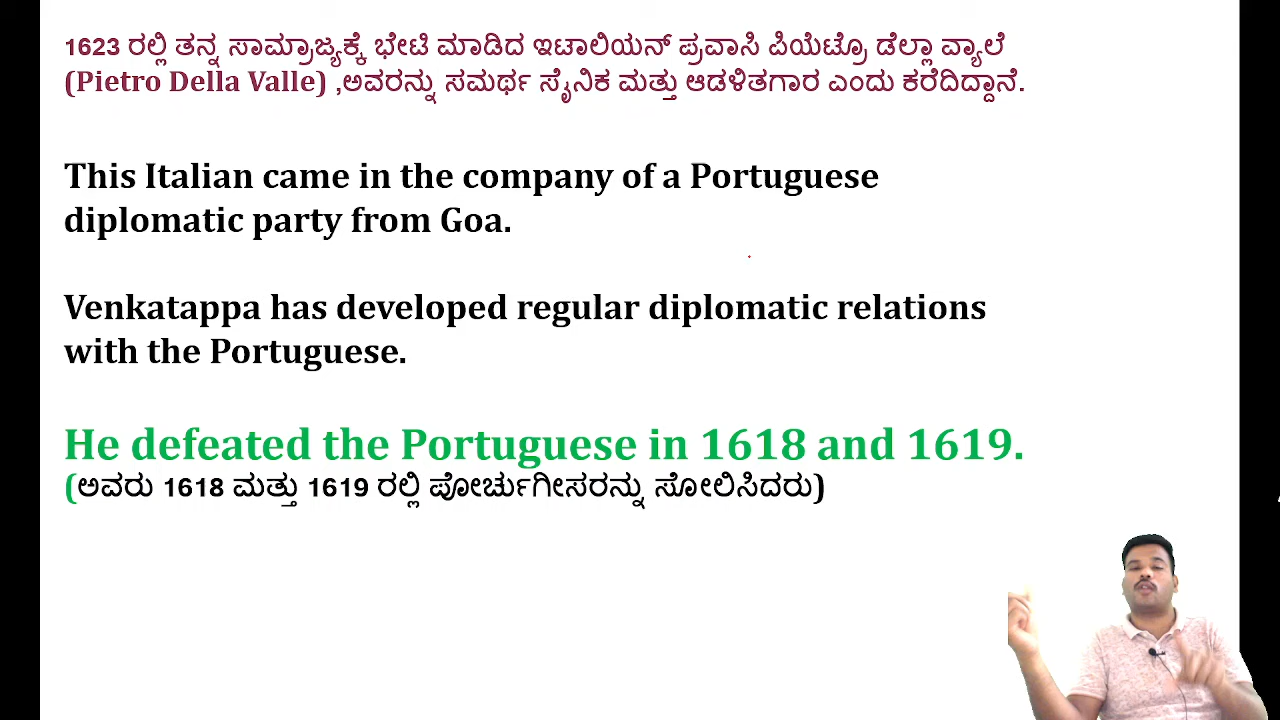 1623 ರಲ್ಲಿ ತನ್ನ ಸಾಮ್ರಾಜ್ಯಕ್ಕೆ ಭೇಟಿ ಮಾಡಿದ ಇಟಾಲಿಯನ್ ಪ್ರವಾಸಿ ಪಿಯೆಟ್ರೊ ಡೆಲ್ಲಾ ವ್ಯಾಲೆ
(Pietro Della Valle) ,ಅವರನ್ನು ಸಮರ್ಥ ಸೈನಿಕ ಮತ್ತು ಆಡಳಿತಗಾರ ಎಂದು ಕರೆದಿದ್ದಾನೆ.
This Italian came in the company of a Portuguese
diplomatic party from Goa.
Venkatappa has developed regular diplomatic relations
with the Portuguese.
He defeated the Portuguese in 1618 and 1619.
(ಅವರು 1618 ಮತ್ತು 1619 ರಲ್ಲಿ ಪೋರ್ಚುಗೀಸರನ್ನು ಸೋಲಿಸಿದರು)